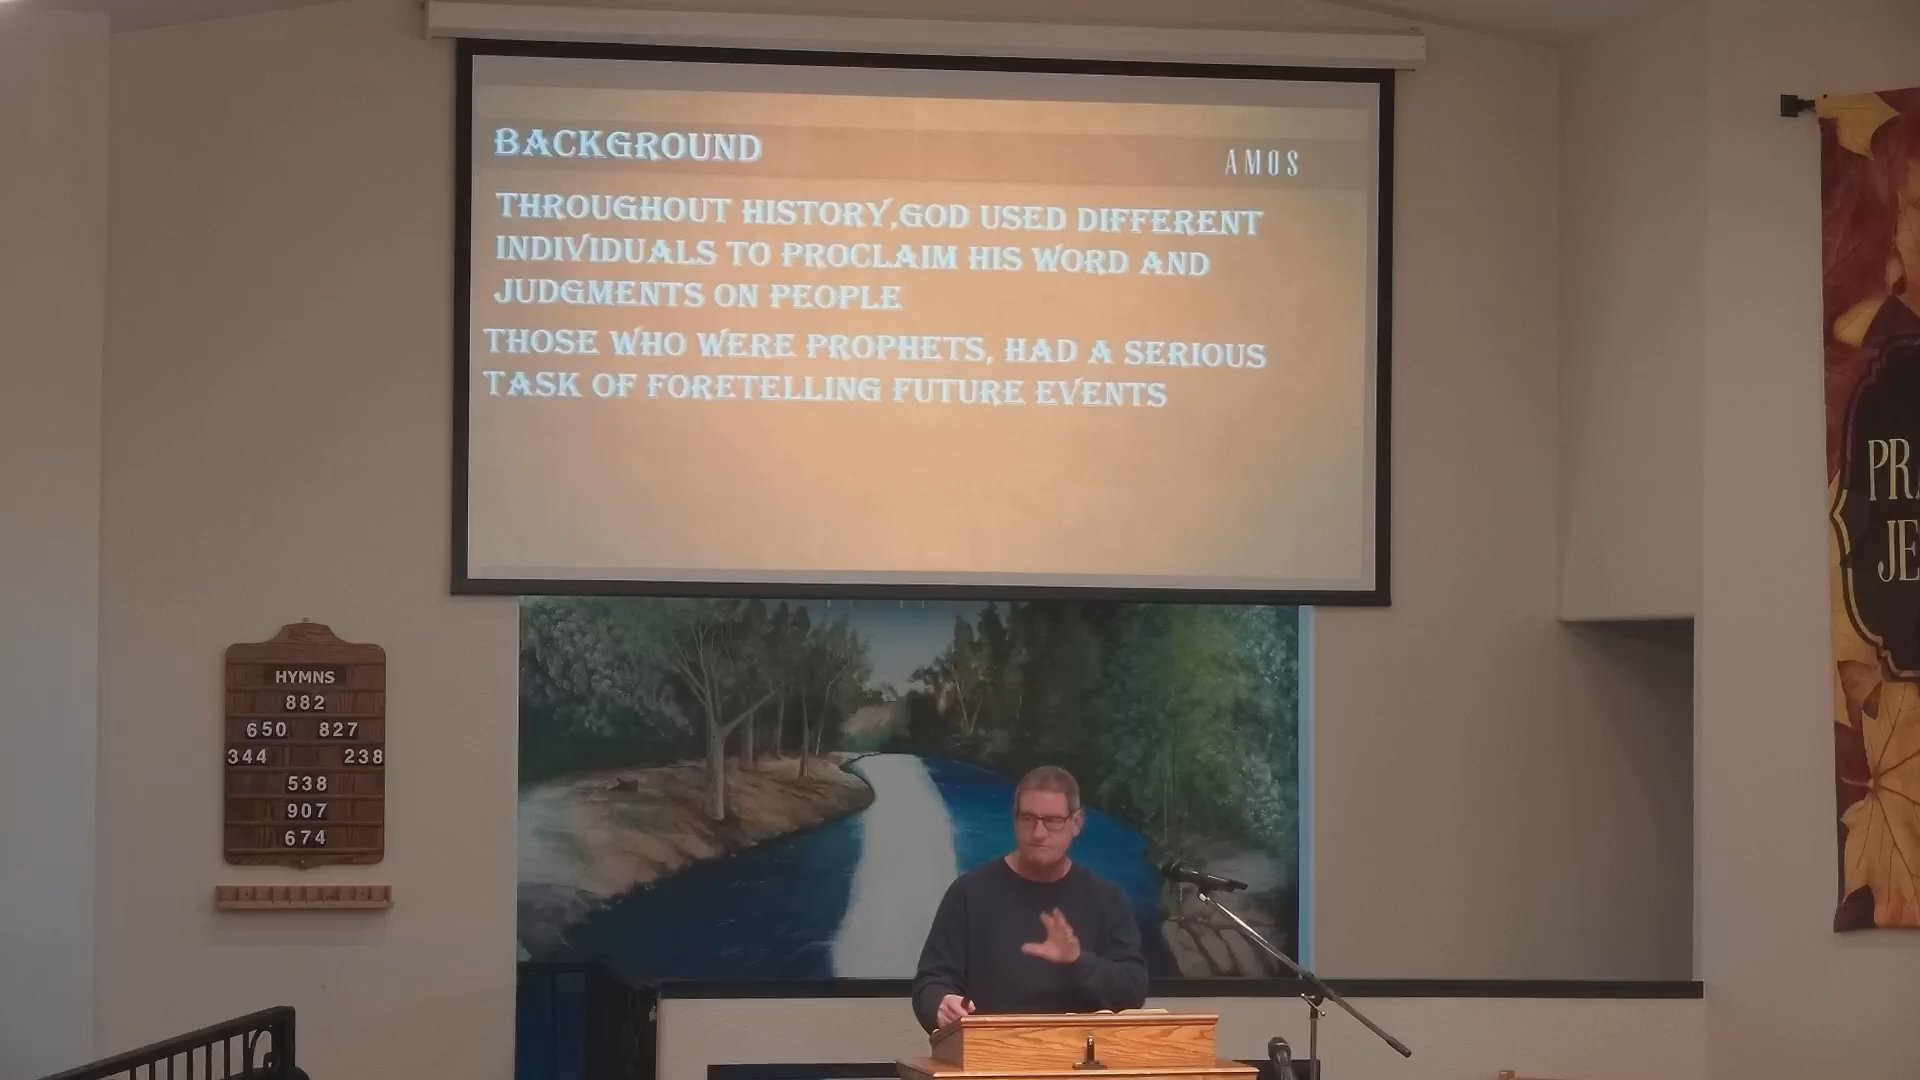 BACKGROUND
AMOS
THROUGHOUT HISTORY,GOD USED DIFFERENT
INDIVIDUALS TO PROCLAIM HIS WORD AND
JUDGMENTS ON PEOPLE
THOSE WHO WERE PROPHETS, HAD A SERIOUS
TASK OF FORETELLING FUTURE EVENTS
HYMNS
882
650 827
344 238
538
907
674